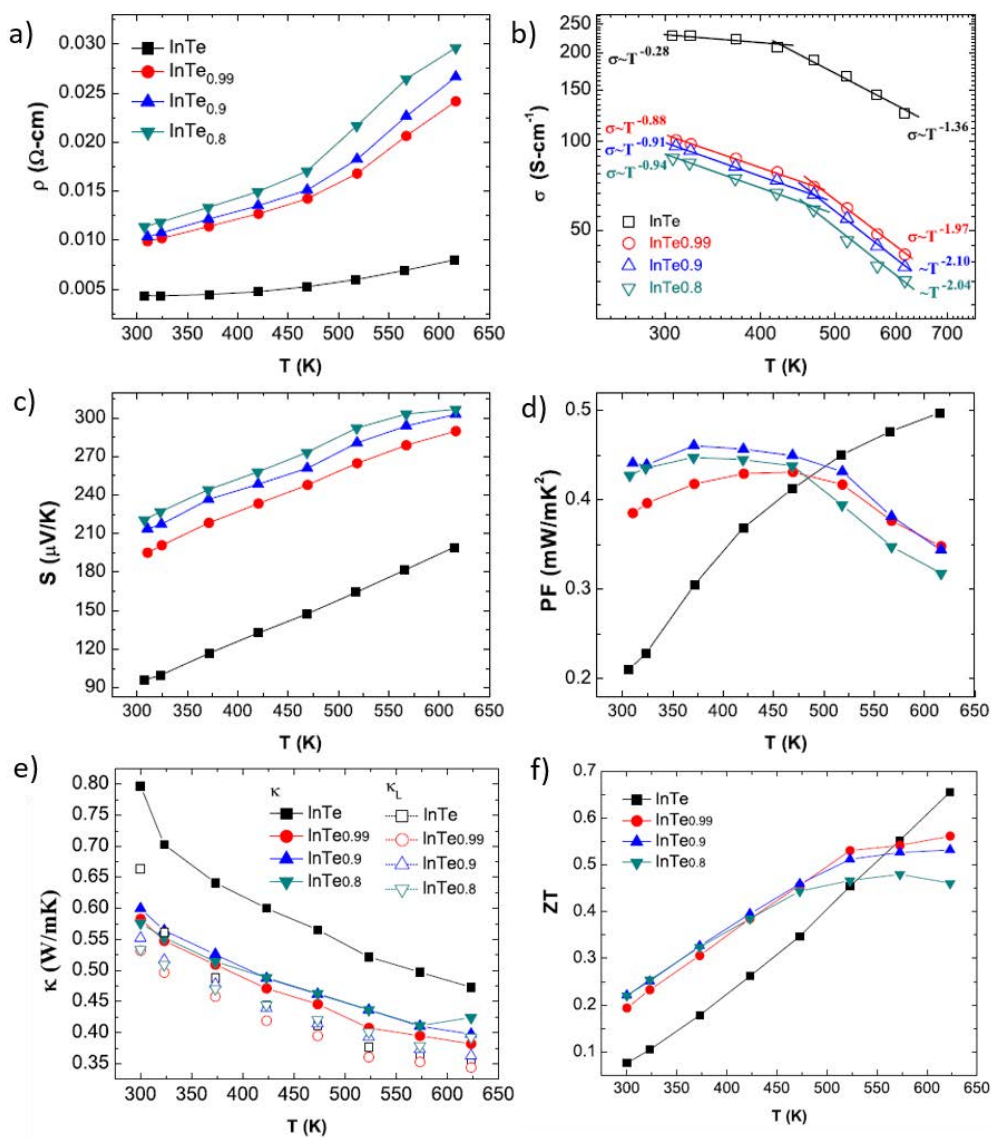 a)
0.030
0.025
0.020
0.015
0.010
0.005
ρ (Ω-cm)
InTe
InTe0.99
InTe0.9
InTe0.8
300 350 400 450 500 550 600 650
T (K)
b)
250
200
150
100
50
σ (S-cm-1)
σ~T-0.28
σ~T-1.36
σ~T-0.88
σ~T-0.91
σ~T-0.94
σ~T-1.97
~T-2.10
~T-2.04
InTe
InTe0.99
InTe0.9
InTe0.8
300 400 500 600 700
T (K)
c)
300
270
240
210
180
150
120
90
S (μV/K)
300 350 400 450 500 550 600 650
T (K)
d)
0.5
0.4
0.3
0.2
PF (mW/mK2)
300 350 400 450 500 550 600 650
T (K)
e)
0.80
0.75
0.70
0.65
0.60
0.55
0.50
0.45
0.40
0.35
κ (W/mK)
κ κL
InTe InTe
InTe0.99 InTe0.99
InTe0.9 InTe0.9
InTe0.8 InTe0.8
300 350 400 450 500 550 600 650
T (K)
f)
0.7
0.6
0.5
0.4
0.3
0.2
0.1
ZT
InTe
InTe0.99
InTe0.9
InTe0.8
300 350 400 450 500 550 600 650
T (K)